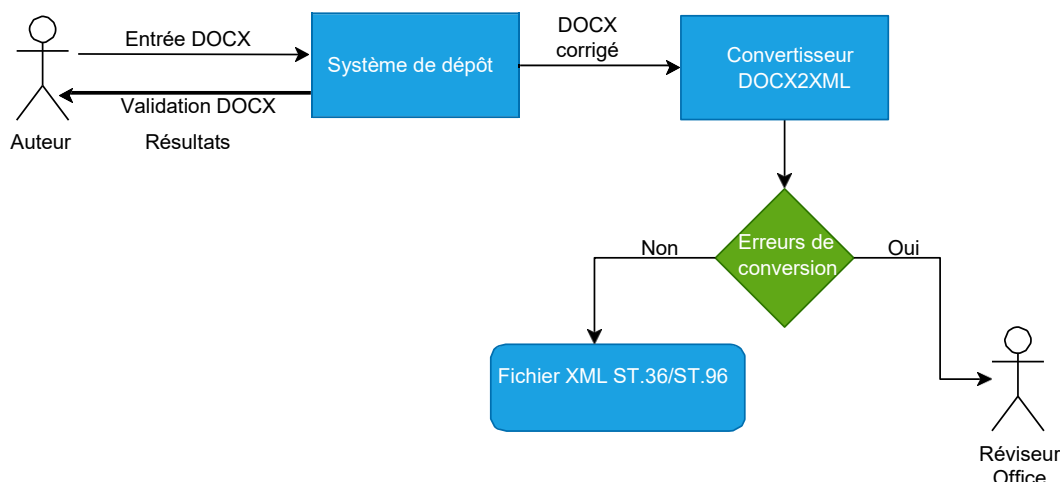 Entrée DOCX
Validation DOCX
Résultats
Auteur
Système de dépôt
DOCX
corrigé
Convertisseur
DOCX2XML
Erreurs de
conversion
Non
Oui
Fichier XML ST.36/ST.96
Réviseur
Office